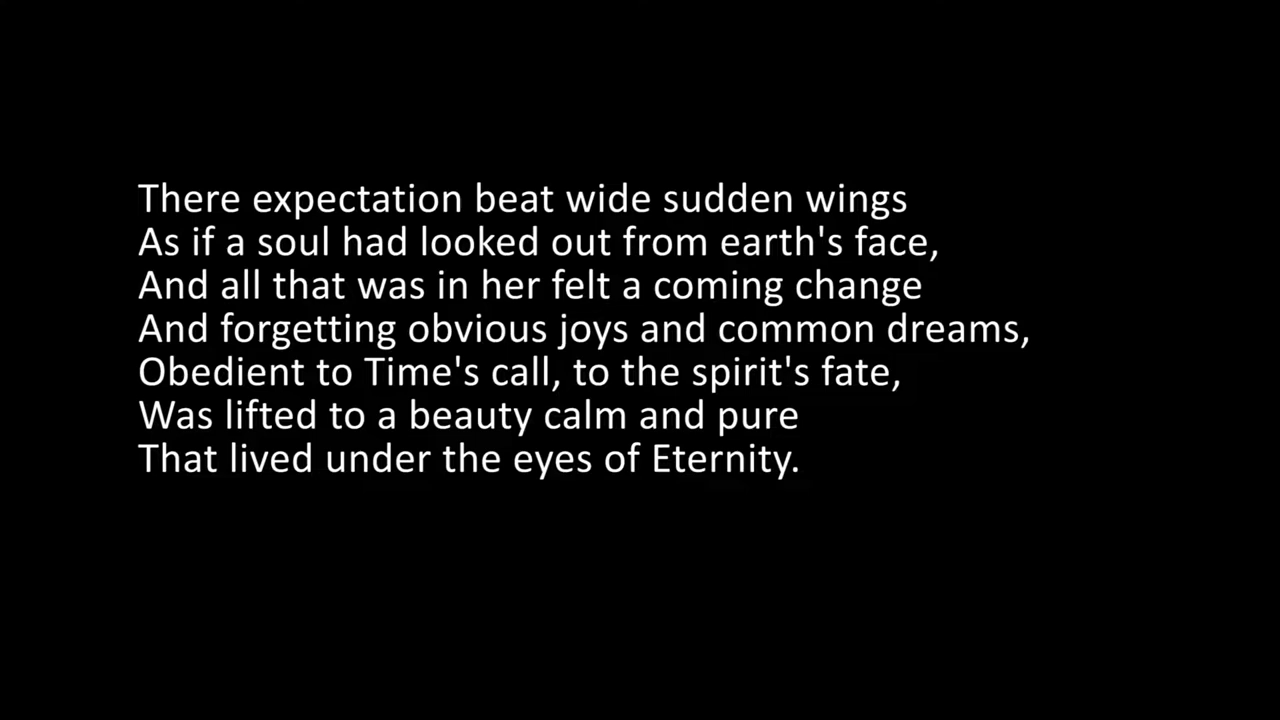 There expectation beat wide sudden wings
As if a soul had looked out from earth's face,
And all that was in her felt a coming change
And forgetting obvious joys and common dreams,
Obedient to Time's call, to the spirit's fate,
Was lifted to a beauty calm and pure
That lived under the eyes of Eternity.